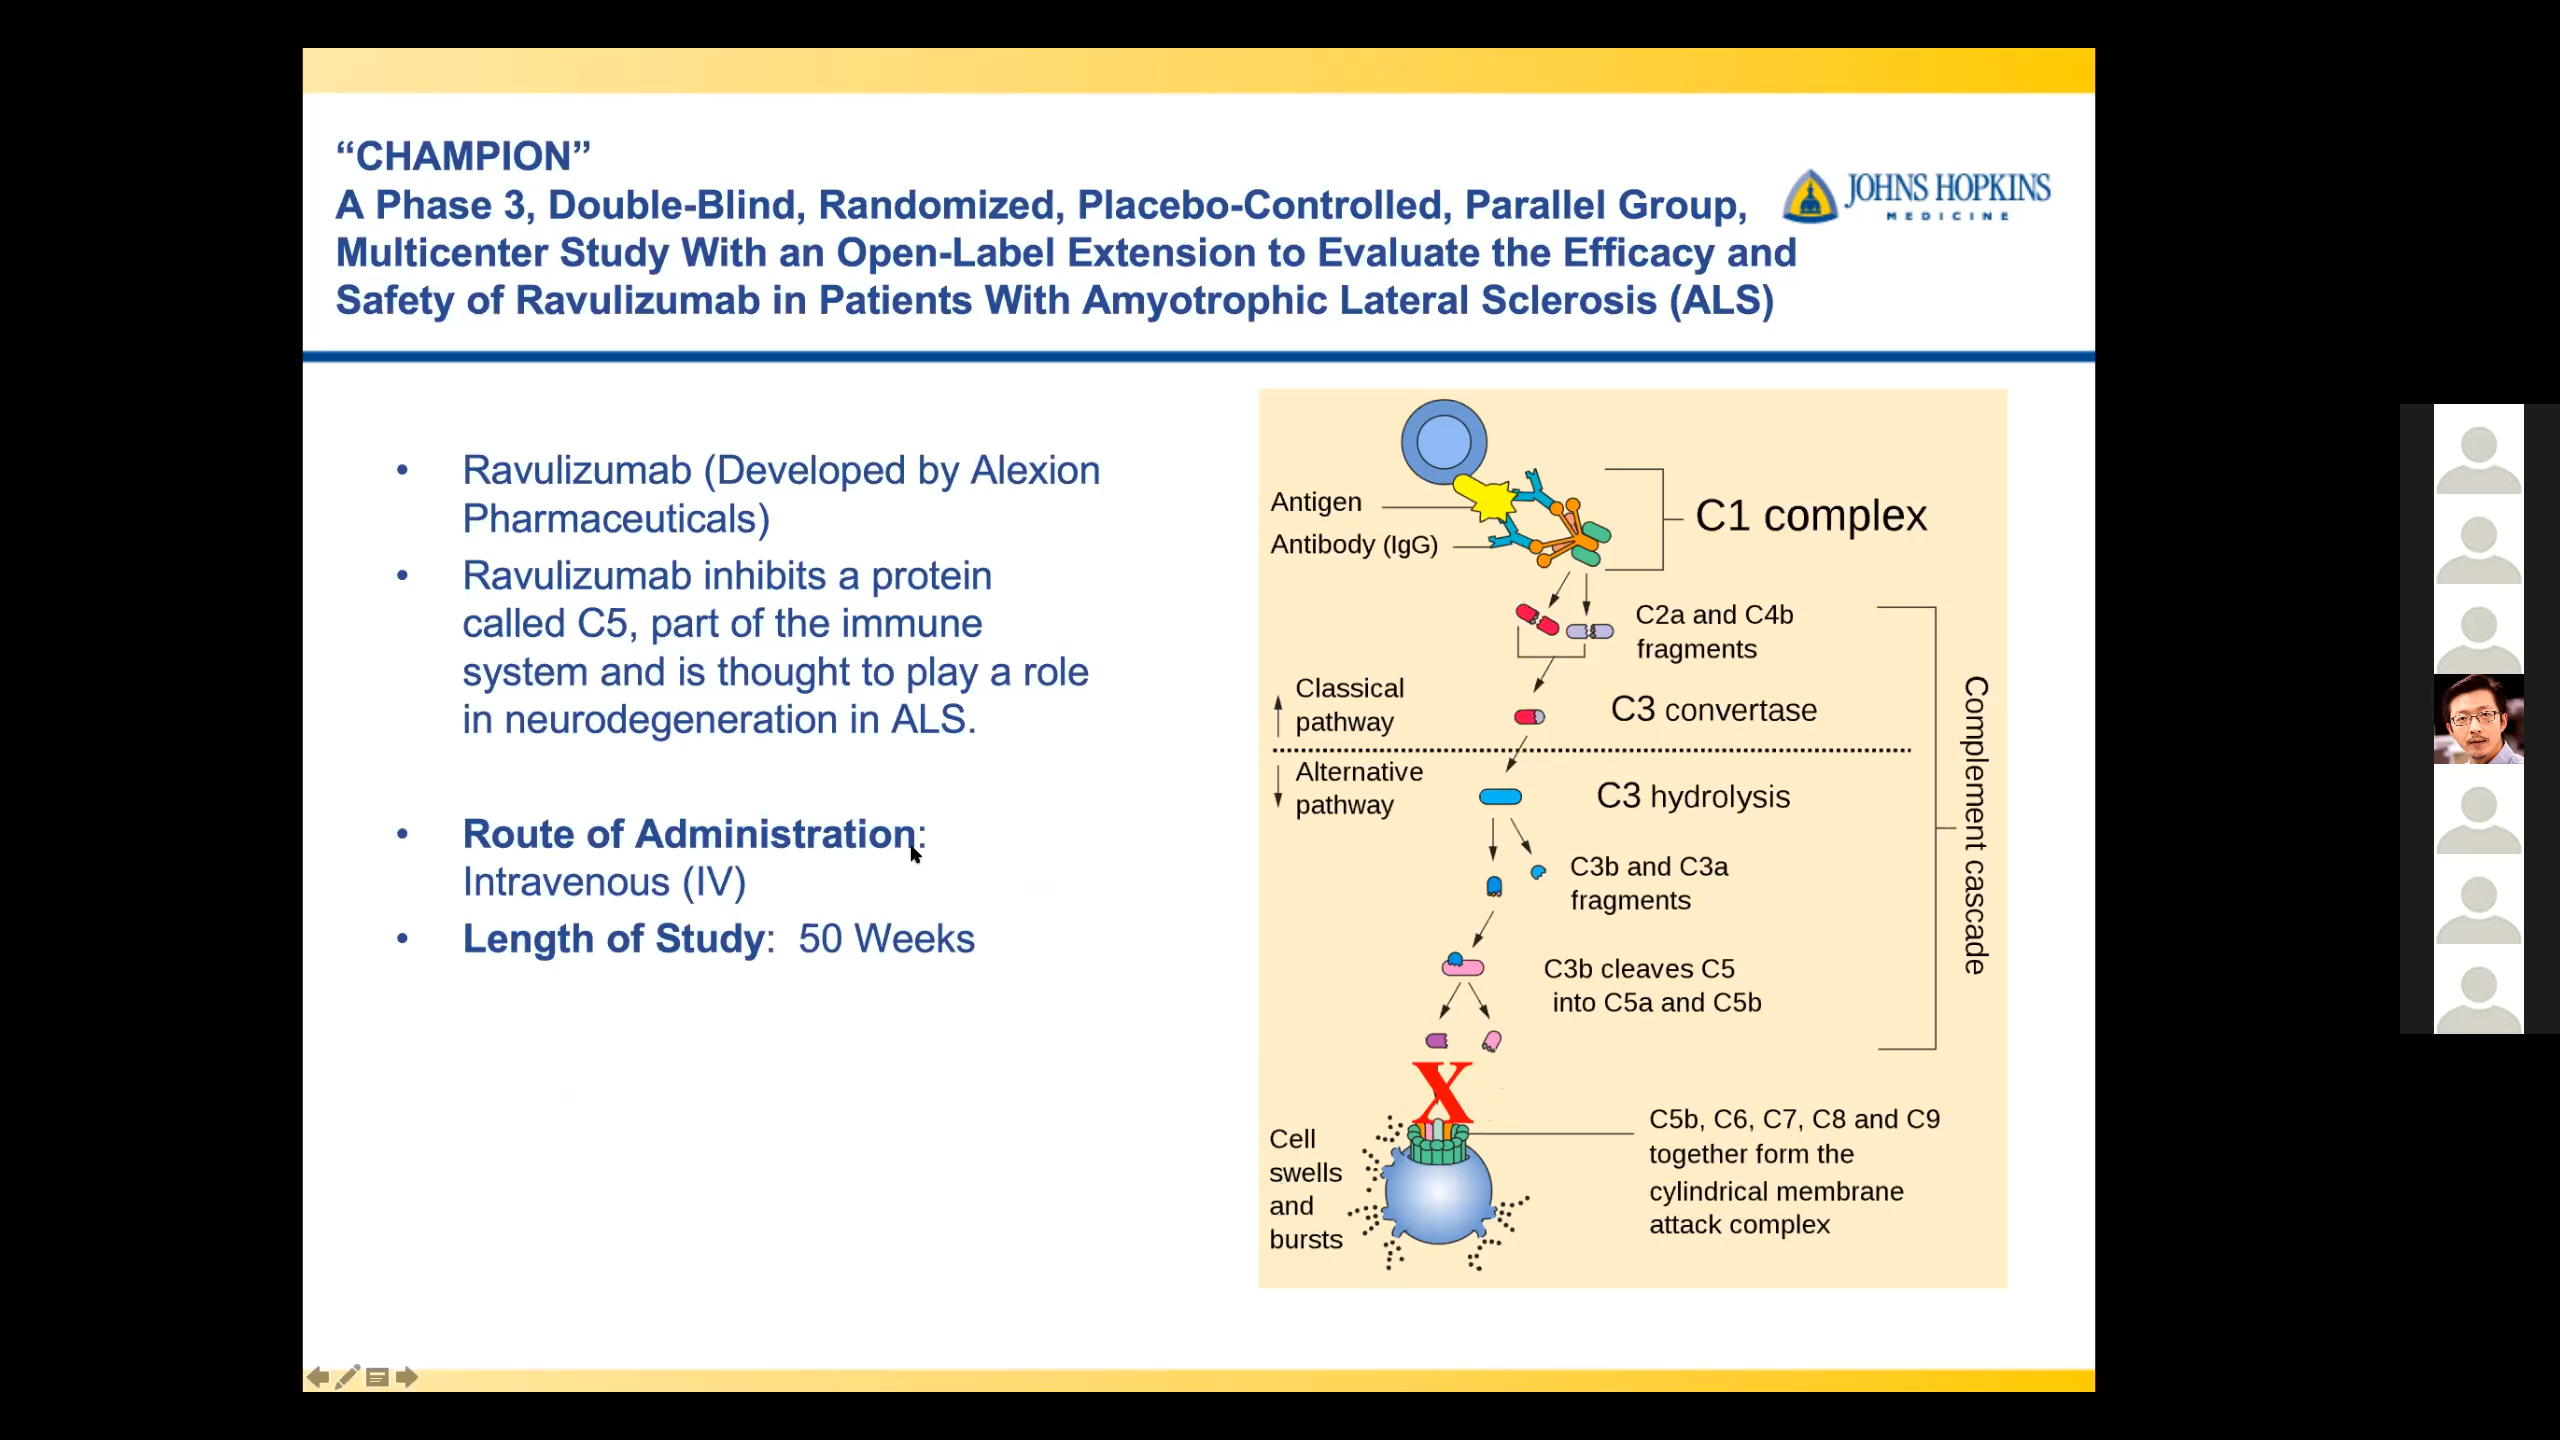 “CHAMPION”
A Phase 3, Double-Blind, Randomized, Placebo-Controlled, Parallel Group,
Multicenter Study With an Open-Label Extension to Evaluate the Efficacy and
Safety of Ravulizumab in Patients With Amyotrophic Lateral Sclerosis (ALS)
JOHNS HOPKINS
MEDICINE
• Ravulizumab (Developed by Alexion
Pharmaceuticals)
• Ravulizumab inhibits a protein
called C5, part of the immune
system and is thought to play a role
in neurodegeneration in ALS.
• Route of Administration:
Intravenous (IV)
• Length of Study: 50 Weeks
Antigen
Antibody (IgG)
C1 complex
C2a and C4b
fragments
Classical
pathway
C3 convertase
Alternative
pathway
C3 hydrolysis
C3b and C3a
fragments
C3b cleaves C5
into C5a and C5b
Complement cascade
X
Cell
swells
and
bursts
C5b, C6, C7, C8 and C9
together form the
cylindrical membrane
attack complex